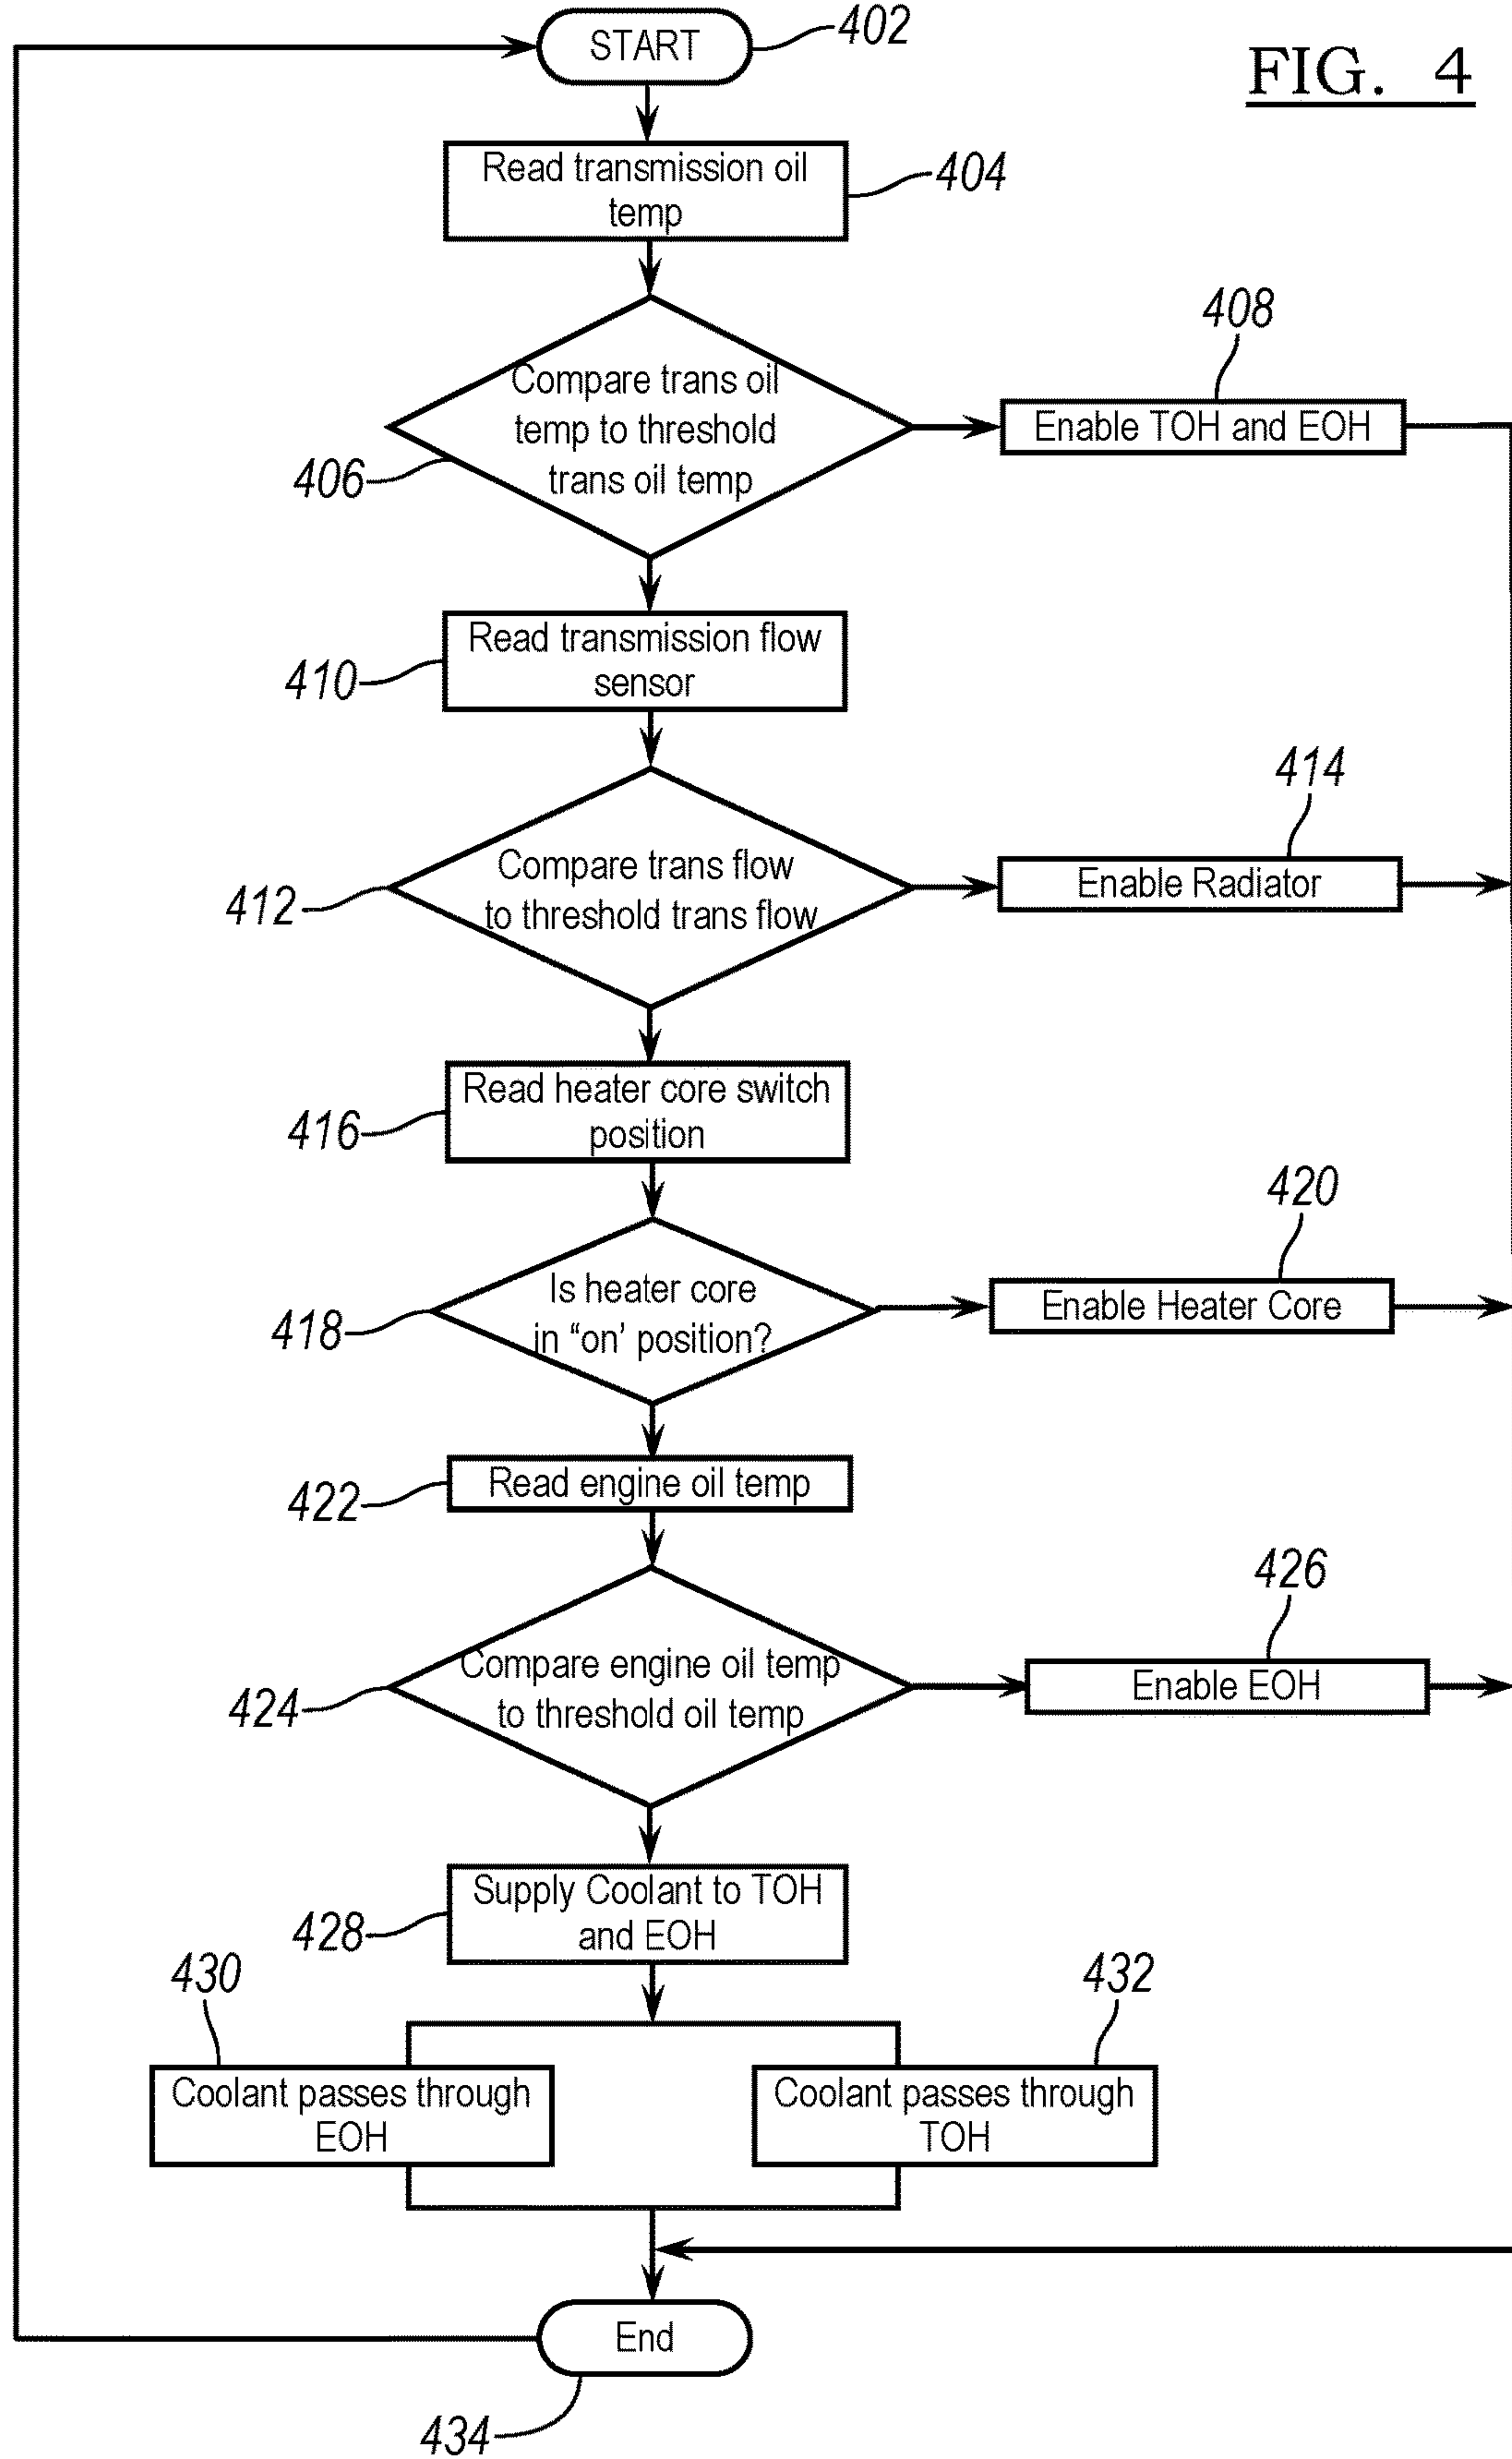 FIG. 4
START
402
Read transmission oil
temp
404
Compare trans oil
temp to threshold
trans oil temp
406
408
Enable TOH and EOH
Read transmission flow
sensor
410
Compare trans flow
to threshold trans flow
412
414
Enable Radiator
Read heater core switch
position
416
Is heater core
in “on’ position?
418
420
Enable Heater Core
Read engine oil temp
422
Compare engine oil temp
to threshold oil temp
424
426
Enable EOH
Supply Coolant to TOH
and EOH
428
430
Coolant passes through
EOH
432
Coolant passes through
TOH
End
434